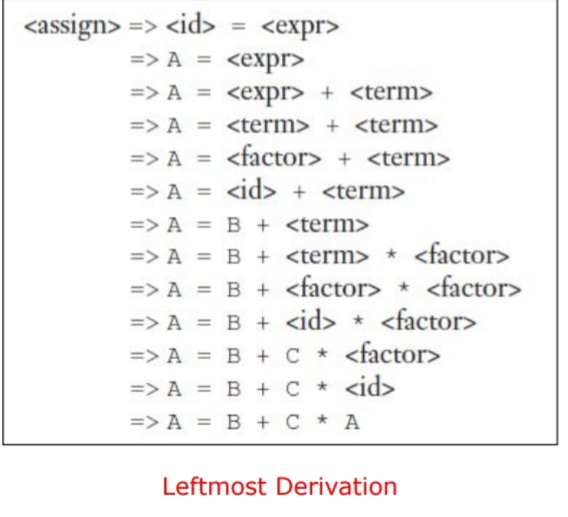 <assign> => <id> = <expr>
=> A = <expr>
=> A = <expr> + <term>
=> A = <term> + <term>
=> A = <factor> + <term>
=> A = <id> + <term>
=> A = B + <term>
=> A = B + <term> * <factor>
=> A = B + <factor> * <factor>
=> A = B + <id> * <factor>
=> A = B + C * <factor>
=> A = B + C * <id>
=> A = B + C * A
Leftmost Derivation